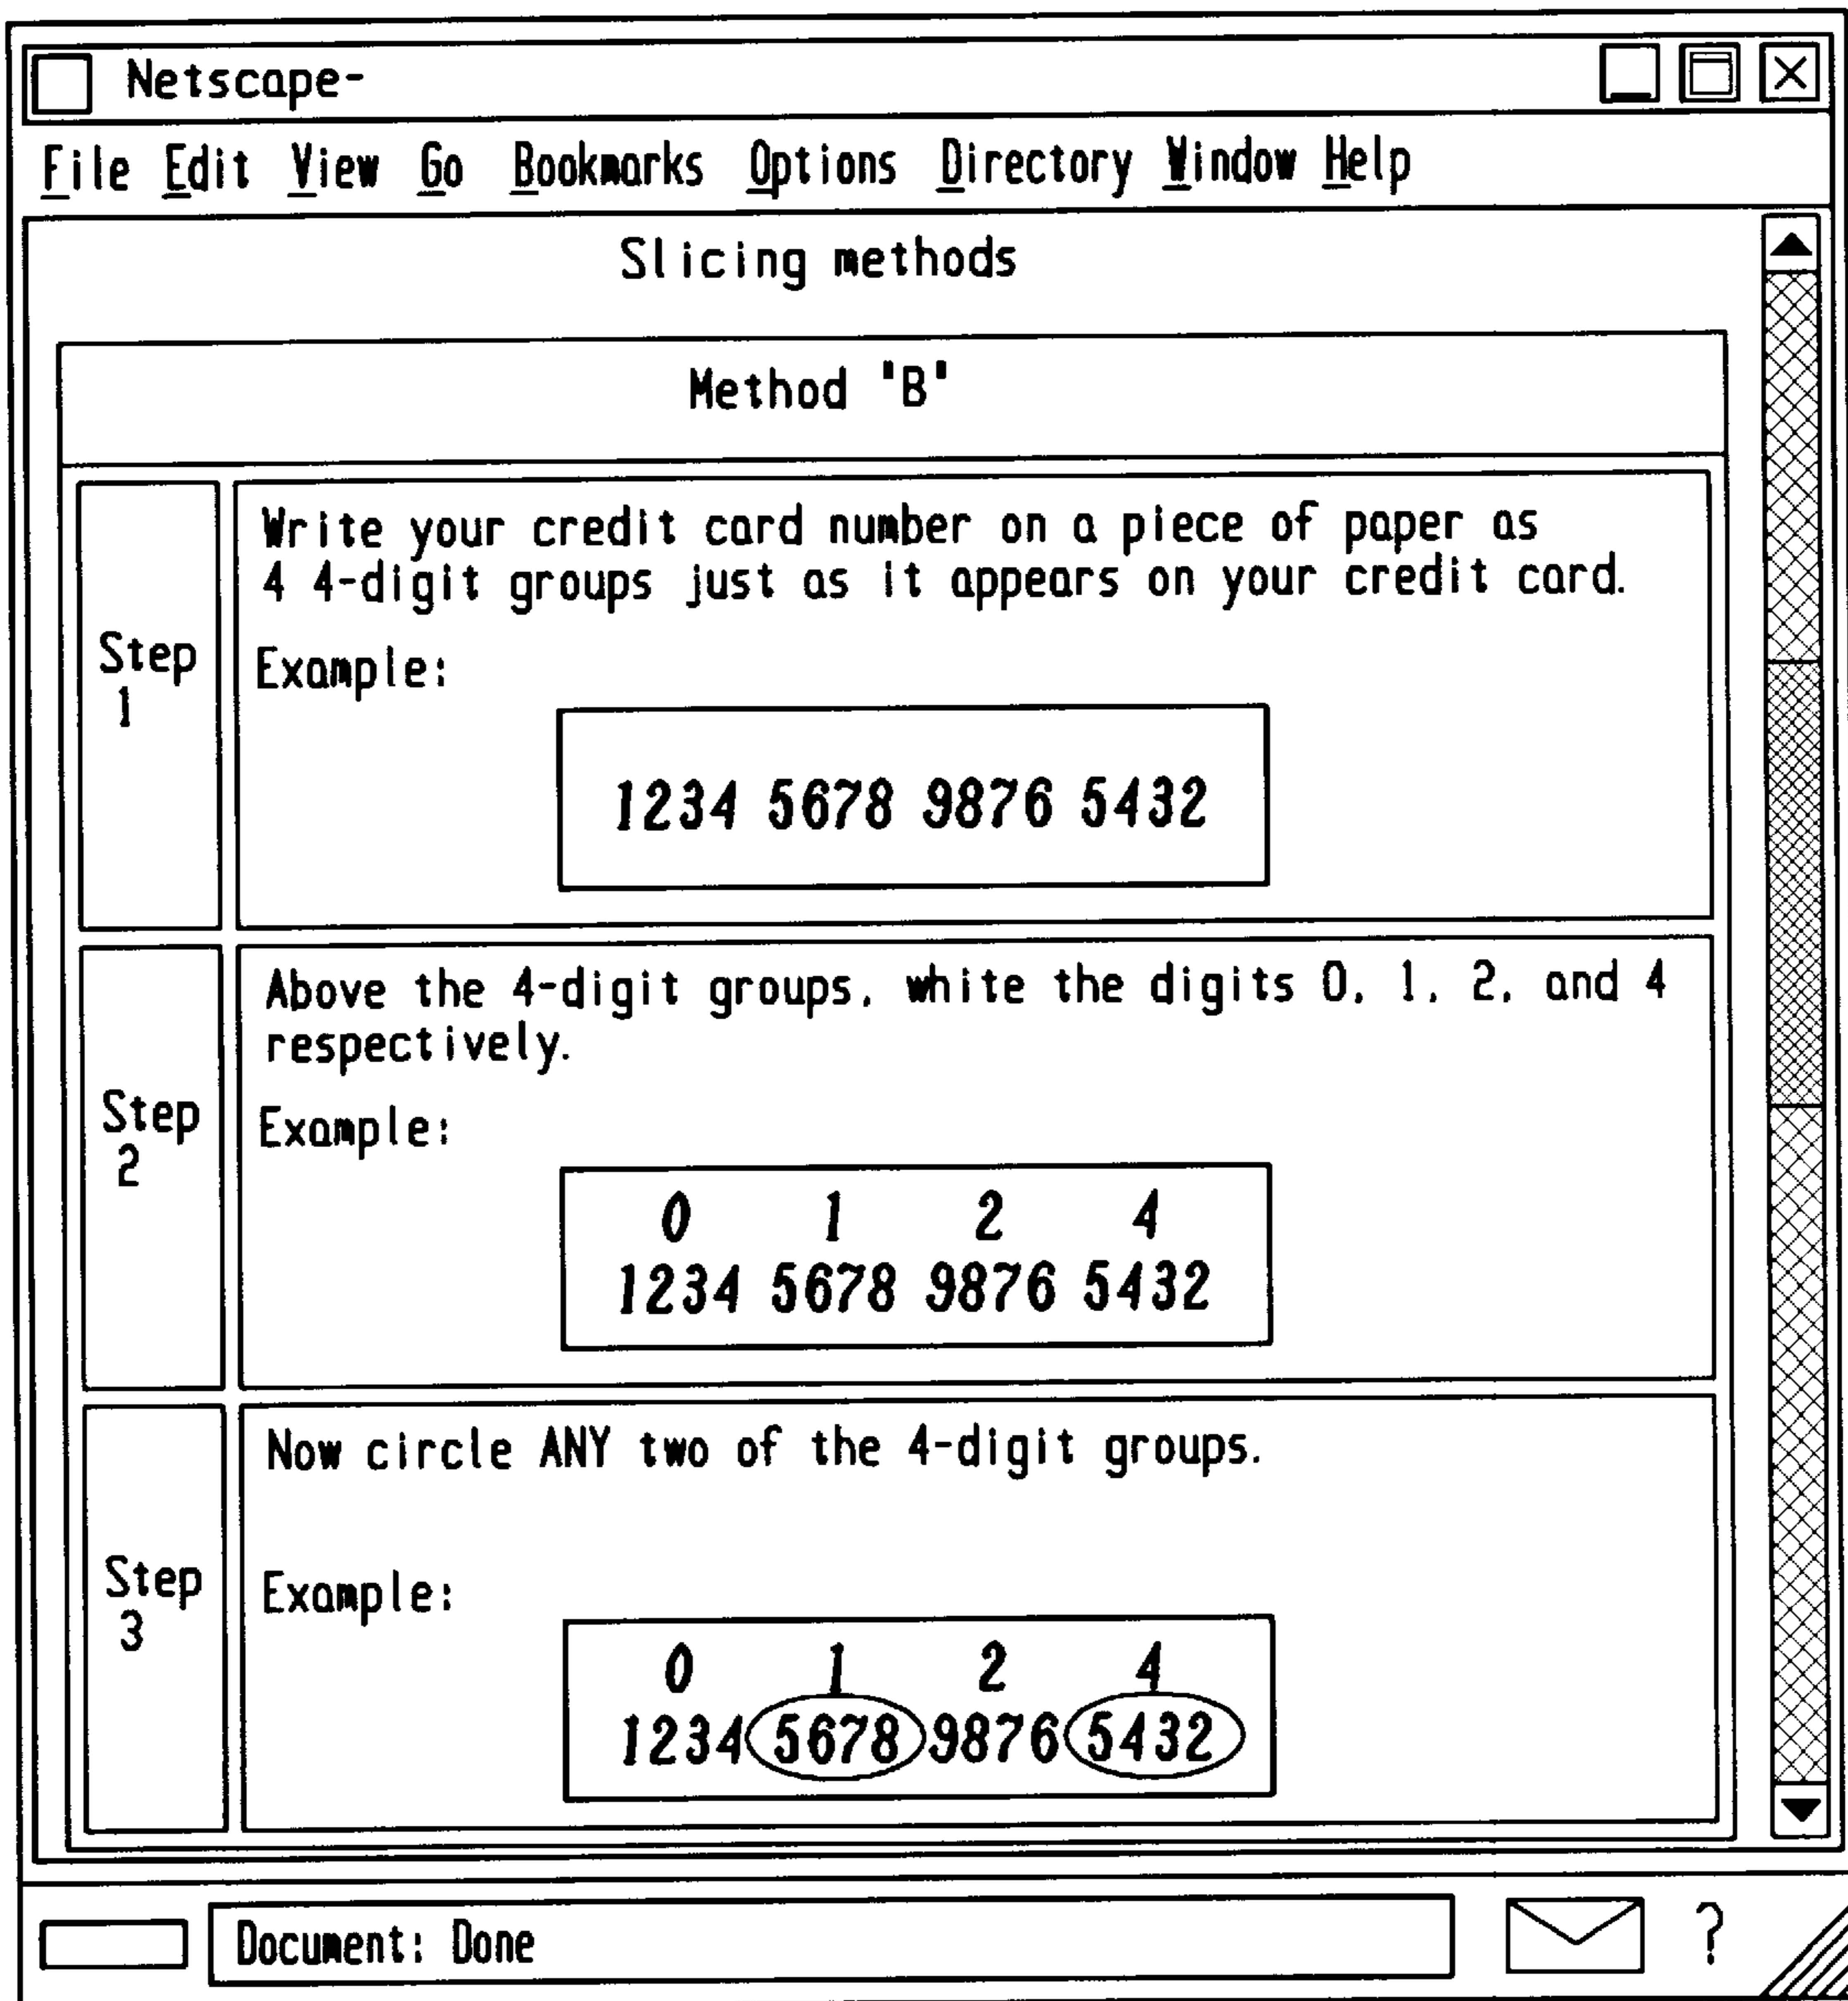 Netscape-
File Edit View Go Bookmarks Options Directory Window Help
Slicing methods
Method "B"
Step 1
Write your credit card number on a piece of paper as
4 4-digit groups just as it appears on your credit card.
Example:
1234 5678 9876 5432
Step 2
Above the 4-digit groups, white the digits 0, 1, 2, and 4
respectively.
Example:
0 1 2 4
1234 5678 9876 5432
Step 3
Now circle ANY two of the 4-digit groups.
Example:
0 1 2 4
1234 5678 9876 5432
Document: Done
?